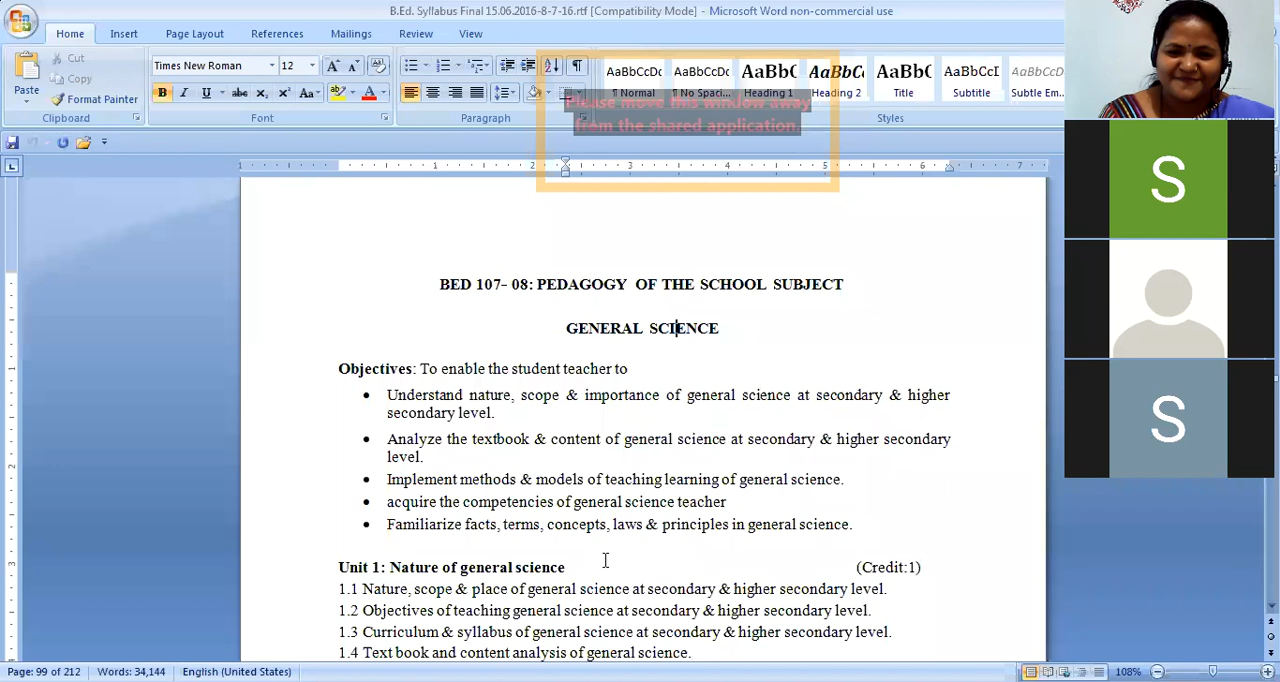 B.Ed. Syllabus Final 15.06.2016-8-7-16.rtf [Compatibility Mode] - Microsoft Word non-commercial use
Home Insert Page Layout References Mailings Review View
Paste
Cut
Copy
Format Painter
Clipboard
Times New Roman 12
Font
Paragraph
AaBbCcDc AaBbCcDc AaBbC AaBbCc AaBbC AaBbCcI AaBbCcD
¶ Normal ¶ No Spaci... Heading 1 Heading 2 Title Subtitle Subtle Em...
Styles
Please move this window away
from the shared application.
1 1 2 3 4 5 6 7
BED 107- 08: PEDAGOGY OF THE SCHOOL SUBJECT
GENERAL SCIENCE
Objectives: To enable the student teacher to
• Understand nature, scope & importance of general science at secondary & higher
secondary level.
• Analyze the textbook & content of general science at secondary & higher secondary
level.
• Implement methods & models of teaching learning of general science.
• acquire the competencies of general science teacher
• Familiarize facts, terms, concepts, laws & principles in general science.
Unit 1: Nature of general science (Credit:1)
1.1 Nature, scope & place of general science at secondary & higher secondary level.
1.2 Objectives of teaching general science at secondary & higher secondary level.
1.3 Curriculum & syllabus of general science at secondary & higher secondary level.
1.4 Text book and content analysis of general science.
Page: 99 of 212 Words: 34,144 English (United States) 108%
S
S